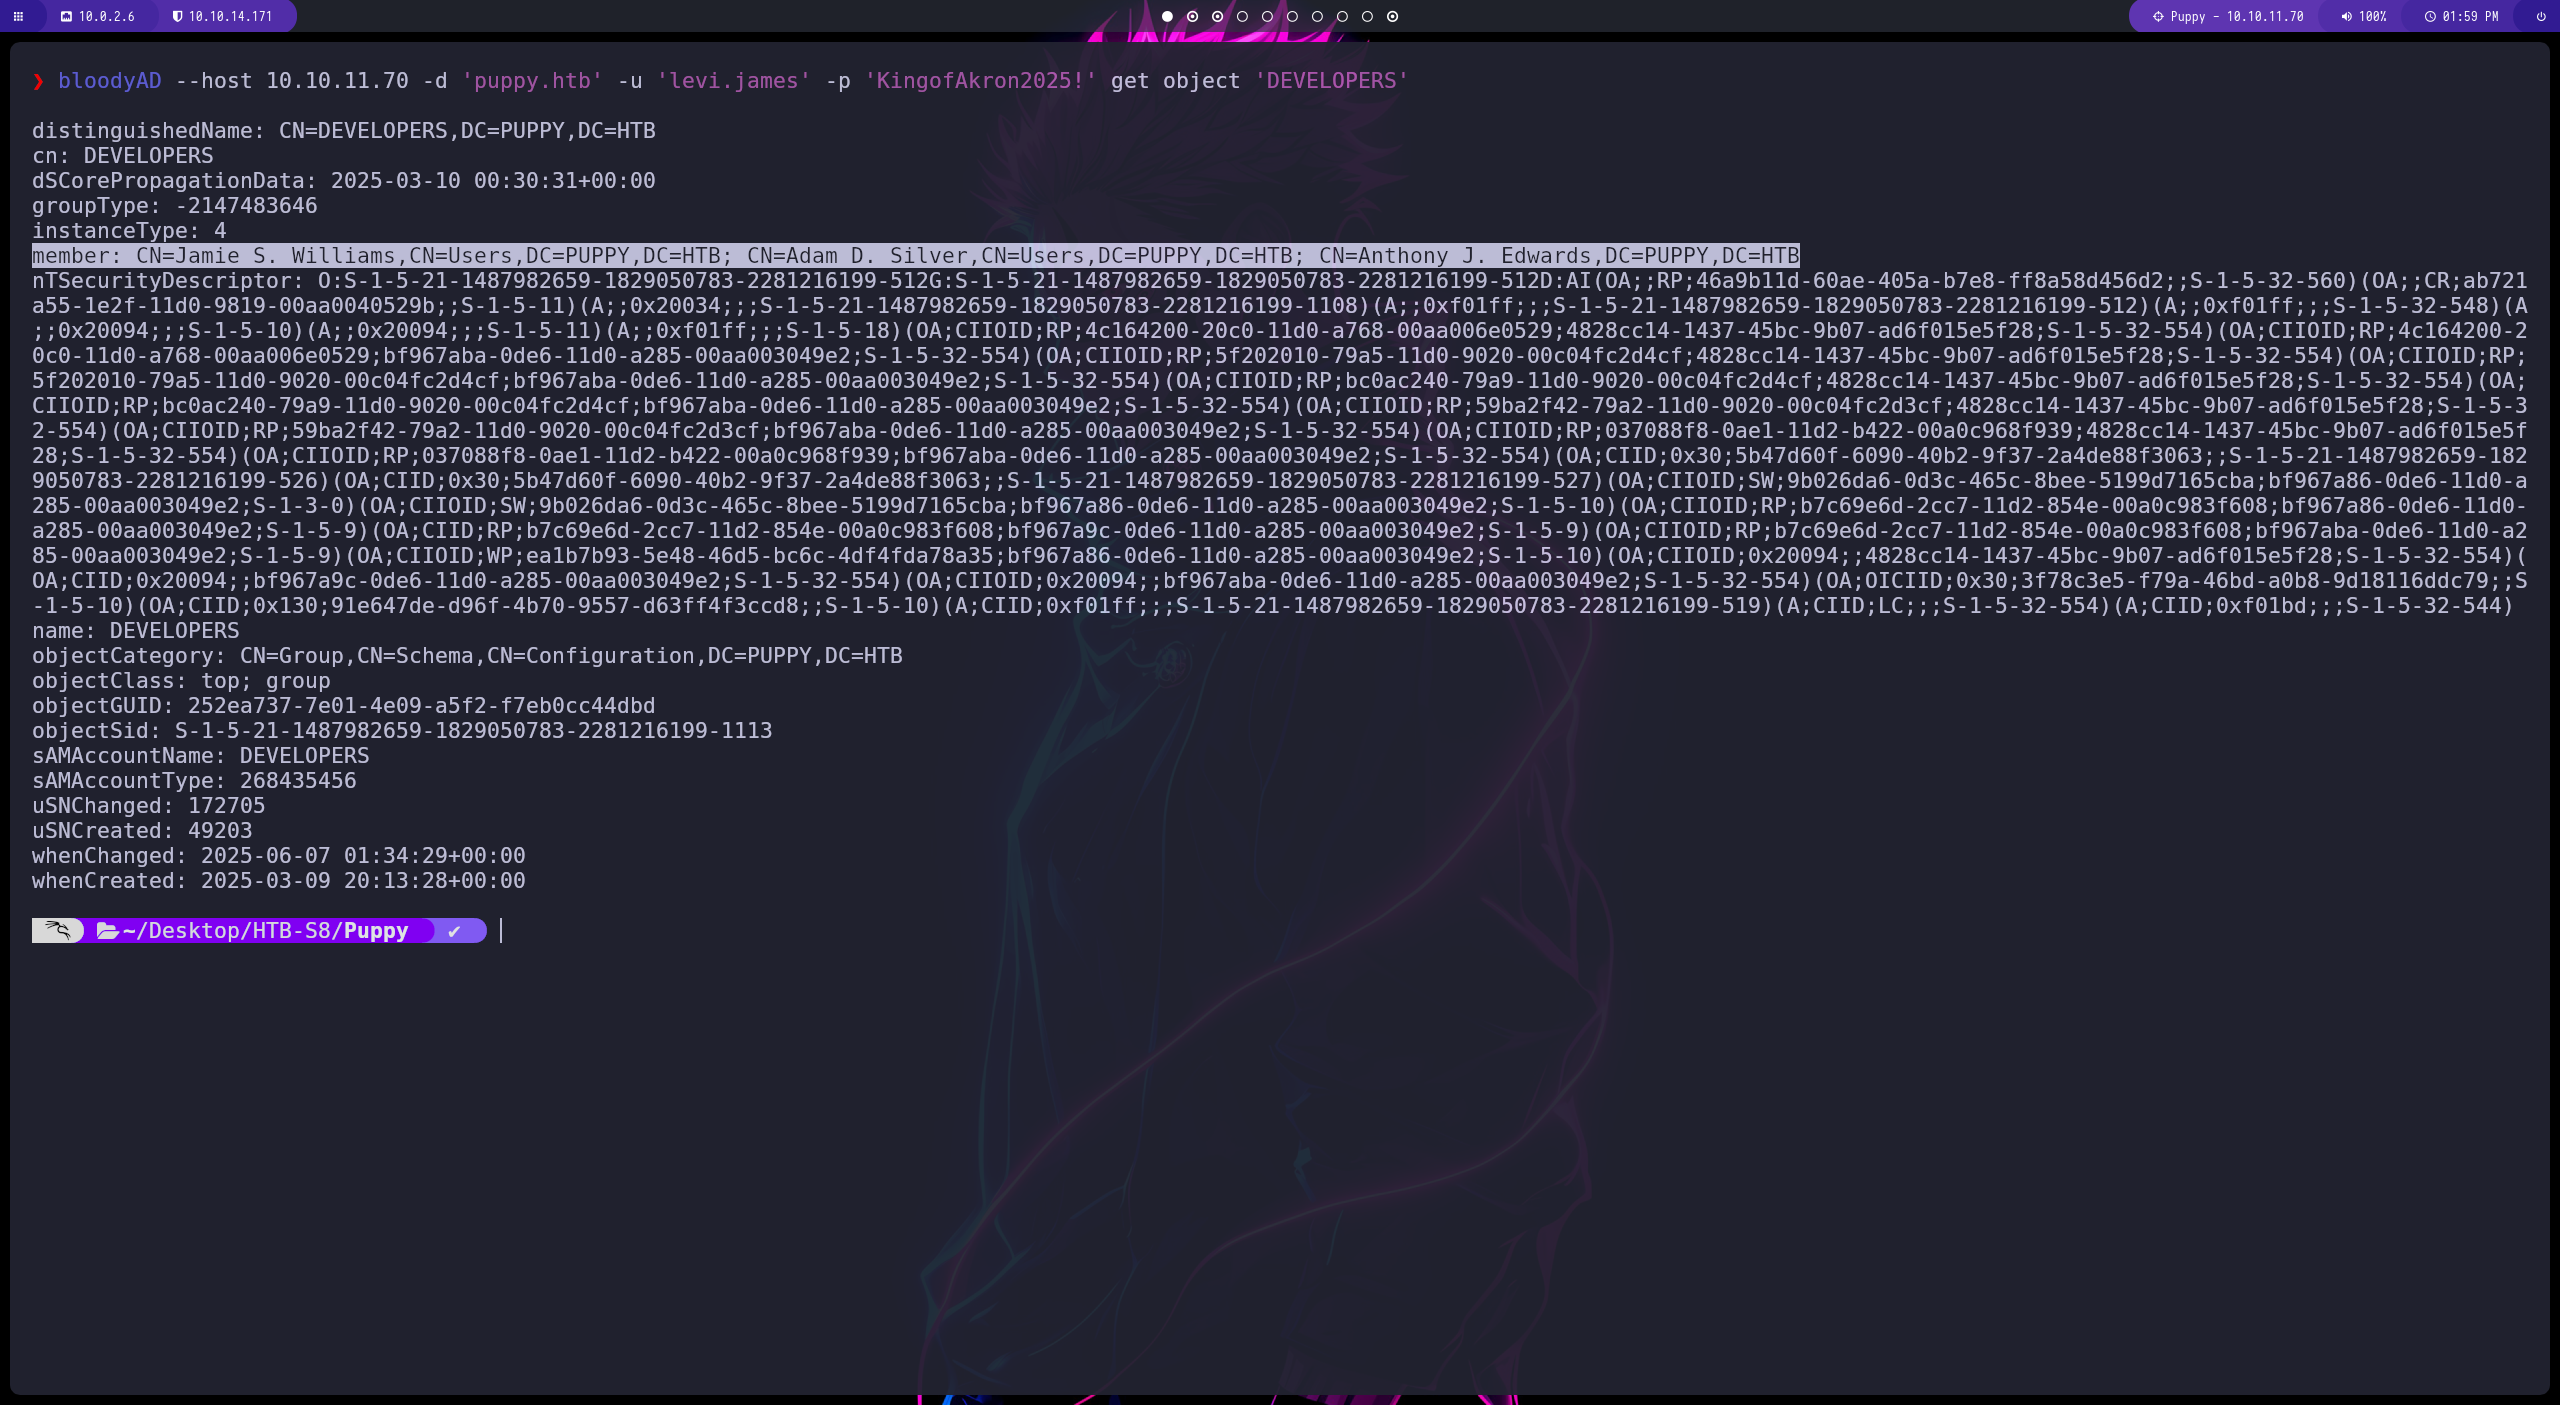 10.0.2.6 10.10.14.171 Puppy - 10.10.11.70 100% 01:59 PM
❯ bloodyAD --host 10.10.11.70 -d 'puppy.htb' -u 'levi.james' -p 'KingofAkron2025!' get object 'DEVELOPERS'
distinguishedName: CN=DEVELOPERS,DC=PUPPY,DC=HTB
cn: DEVELOPERS
dSCorePropagationData: 2025-03-10 00:30:31+00:00
groupType: -2147483646
instanceType: 4
member: CN=Jamie S. Williams,CN=Users,DC=PUPPY,DC=HTB; CN=Adam D. Silver,CN=Users,DC=PUPPY,DC=HTB; CN=Anthony J. Edwards,DC=PUPPY,DC=HTB
nTSecurityDescriptor: O:S-1-5-21-1487982659-1829050783-2281216199-512G:S-1-5-21-1487982659-1829050783-2281216199-512D:AI(OA;;RP;46a9b11d-60ae-405a-b7e8-ff8a58d456d2;;S-1-5-32-560)(OA;;CR;ab721
a55-1e2f-11d0-9819-00aa0040529b;;S-1-5-11)(A;;0x20034;;;S-1-5-21-1487982659-1829050783-2281216199-1108)(A;;0xf01ff;;;S-1-5-21-1487982659-1829050783-2281216199-512)(A;;0xf01ff;;;S-1-5-32-548)(A
;;0x20094;;;S-1-5-10)(A;;0x20094;;;S-1-5-11)(A;;0xf01ff;;;S-1-5-18)(OA;CIIOID;RP;4c164200-20c0-11d0-a768-00aa006e0529;4828cc14-1437-45bc-9b07-ad6f015e5f28;S-1-5-32-554)(OA;CIIOID;RP;4c164200-2
0c0-11d0-a768-00aa006e0529;bf967aba-0de6-11d0-a285-00aa003049e2;S-1-5-32-554)(OA;CIIOID;RP;5f202010-79a5-11d0-9020-00c04fc2d4cf;4828cc14-1437-45bc-9b07-ad6f015e5f28;S-1-5-32-554)(OA;CIIOID;RP;
5f202010-79a5-11d0-9020-00c04fc2d4cf;bf967aba-0de6-11d0-a285-00aa003049e2;S-1-5-32-554)(OA;CIIOID;RP;bc0ac240-79a9-11d0-9020-00c04fc2d4cf;4828cc14-1437-45bc-9b07-ad6f015e5f28;S-1-5-32-554)(OA;
CIIOID;RP;bc0ac240-79a9-11d0-9020-00c04fc2d4cf;bf967aba-0de6-11d0-a285-00aa003049e2;S-1-5-32-554)(OA;CIIOID;RP;59ba2f42-79a2-11d0-9020-00c04fc2d3cf;4828cc14-1437-45bc-9b07-ad6f015e5f28;S-1-5-3
2-554)(OA;CIIOID;RP;59ba2f42-79a2-11d0-9020-00c04fc2d3cf;bf967aba-0de6-11d0-a285-00aa003049e2;S-1-5-32-554)(OA;CIIOID;RP;037088f8-0ae1-11d2-b422-00a0c968f939;4828cc14-1437-45bc-9b07-ad6f015e5f
28;S-1-5-32-554)(OA;CIIOID;RP;037088f8-0ae1-11d2-b422-00a0c968f939;bf967aba-0de6-11d0-a285-00aa003049e2;S-1-5-32-554)(OA;CIID;0x30;5b47d60f-6090-40b2-9f37-2a4de88f3063;;S-1-5-21-1487982659-182
9050783-2281216199-526)(OA;CIID;0x30;5b47d60f-6090-40b2-9f37-2a4de88f3063;;S-1-5-21-1487982659-1829050783-2281216199-527)(OA;CIIOID;SW;9b026da6-0d3c-465c-8bee-5199d7165cba;bf967a86-0de6-11d0-a
285-00aa003049e2;S-1-3-0)(OA;CIIOID;SW;9b026da6-0d3c-465c-8bee-5199d7165cba;bf967a86-0de6-11d0-a285-00aa003049e2;S-1-5-10)(OA;CIIOID;RP;b7c69e6d-2cc7-11d2-854e-00a0c983f608;bf967a86-0de6-11d0-
a285-00aa003049e2;S-1-5-9)(OA;CIID;RP;b7c69e6d-2cc7-11d2-854e-00a0c983f608;bf967a9c-0de6-11d0-a285-00aa003049e2;S-1-5-9)(OA;CIIOID;RP;b7c69e6d-2cc7-11d2-854e-00a0c983f608;bf967aba-0de6-11d0-a2
85-00aa003049e2;S-1-5-9)(OA;CIIOID;WP;ea1b7b93-5e48-46d5-bc6c-4df4fda78a35;bf967a86-0de6-11d0-a285-00aa003049e2;S-1-5-10)(OA;CIIOID;0x20094;;4828cc14-1437-45bc-9b07-ad6f015e5f28;S-1-5-32-554)(
OA;CIID;0x20094;;bf967a9c-0de6-11d0-a285-00aa003049e2;S-1-5-32-554)(OA;CIIOID;0x20094;;bf967aba-0de6-11d0-a285-00aa003049e2;S-1-5-32-554)(OA;OICIID;0x30;3f78c3e5-f79a-46bd-a0b8-9d18116ddc79;;S
-1-5-10)(OA;CIID;0x130;91e647de-d96f-4b70-9557-d63ff4f3ccd8;;S-1-5-10)(A;CIID;0xf01ff;;;S-1-5-21-1487982659-1829050783-2281216199-519)(A;CIID;LC;;;S-1-5-32-554)(A;CIID;0xf01bd;;;S-1-5-32-544)
name: DEVELOPERS
objectCategory: CN=Group,CN=Schema,CN=Configuration,DC=PUPPY,DC=HTB
objectClass: top; group
objectGUID: 252ea737-7e01-4e09-a5f2-f7eb0cc44dbd
objectSid: S-1-5-21-1487982659-1829050783-2281216199-1113
sAMAccountName: DEVELOPERS
sAMAccountType: 268435456
uSNChanged: 172705
uSNCreated: 49203
whenChanged: 2025-06-07 01:34:29+00:00
whenCreated: 2025-03-09 20:13:28+00:00
~/Desktop/HTB-S8/Puppy ✔